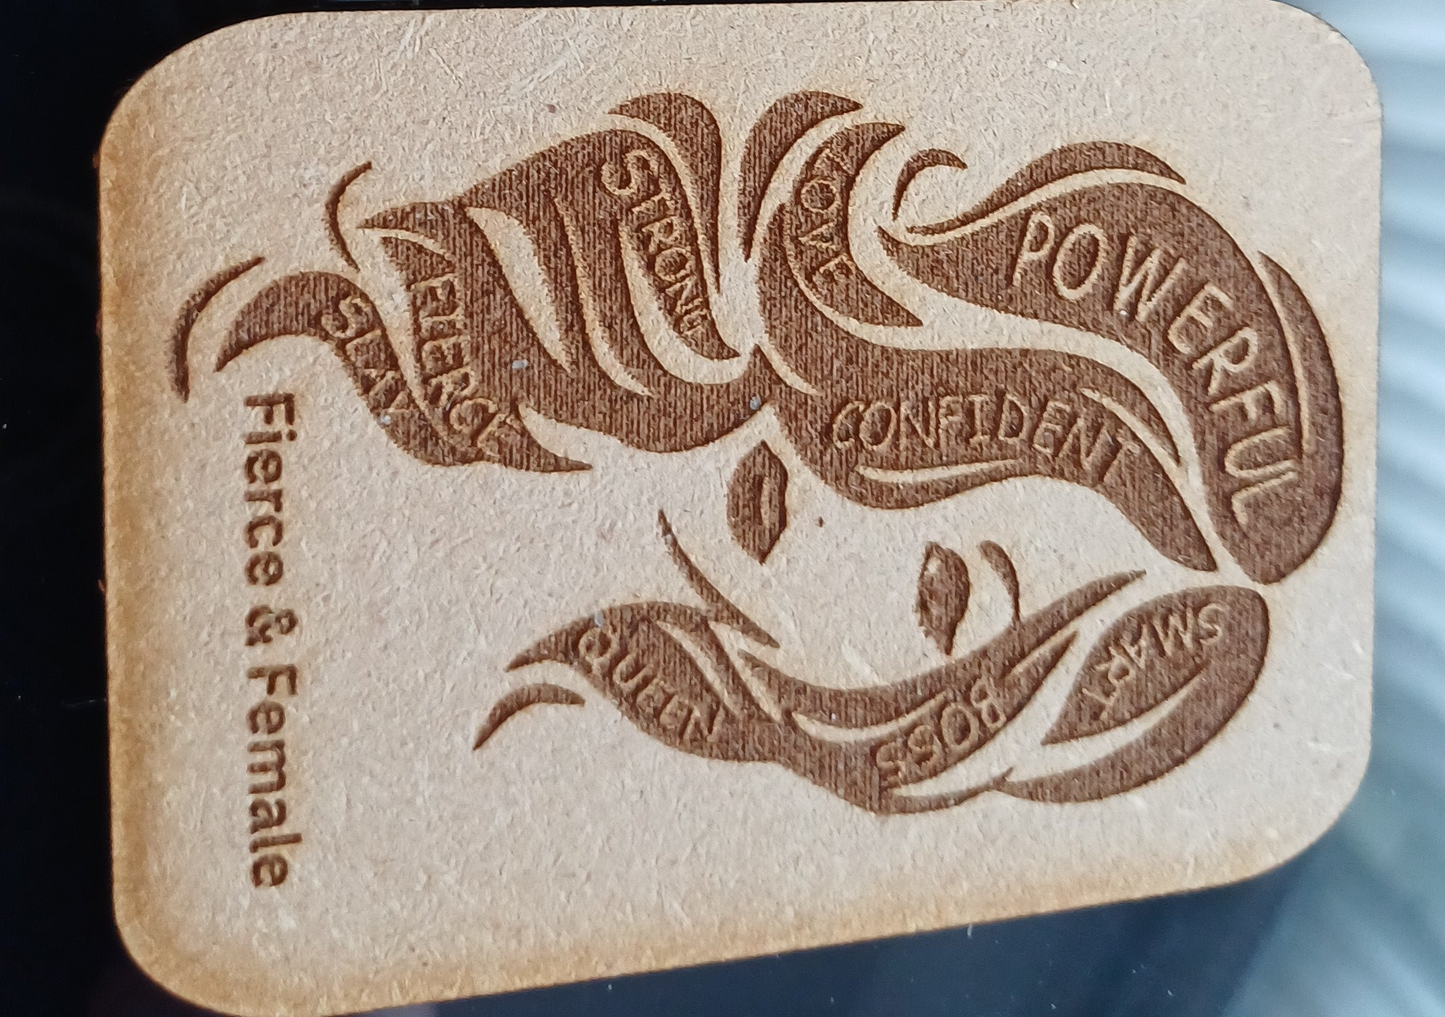 POWERFUL
SMART
CONFIDENT
BOSS
LOVE
STRONG
QUEEN
FIERCE
SLAY
Fierce & Female